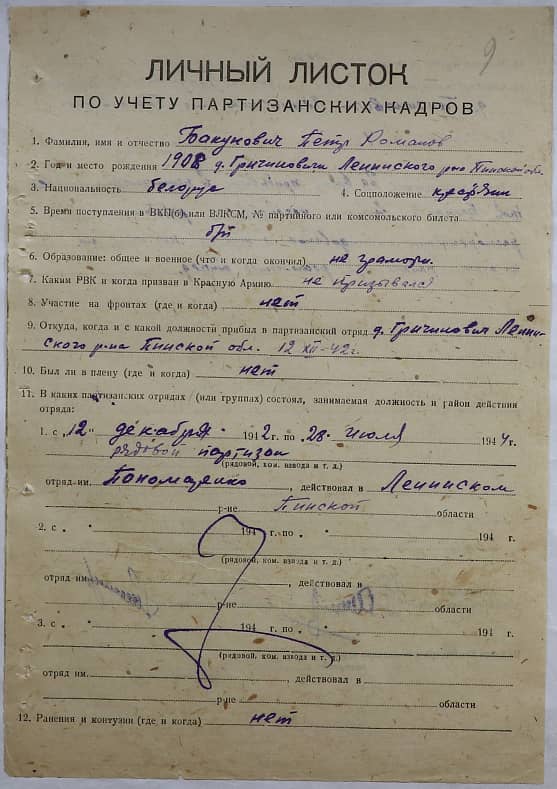 9
ЛИЧНЫЙ ЛИСТОК
ПО УЧЕТУ ПАРТИЗАНСКИХ КАДРОВ
1. Фамилия, имя и отчество Бакунович Петр Романов
2. Год и место рождения 1908 д. Гричиновичи Ленинского р-на Пинской обл.
3. Национальность белорус 4. Соцположение крестьянин
5. Время поступления в ВКП(б) или ВЛКСМ, № партийного или комсомольского билета
б/п
6. Образование: общее и военное (что и когда окончил) не грамотн.
7. Каким РВК и когда призван в Красную Армию не призывался
8. Участие на фронтах (где и когда) нет
9. Откуда, когда и с какой должности прибыл в партизанский отряд д. Гричинович Ленин-
ского р-на Пинской обл. 12 XII-42 г.
10. Был ли в плену (где и когда) нет
11. В каких партизанских отрядах (или группах) состоял, занимаемая должность и район действия
отряда:
1. с „12" декабря 1942 г. по „28" июля 1944 г.
рядовой партизан
(рядовой, ком. взвода и т. д.)
отряд им. Пономаренко, действовал в Ленинском
р-не Пинской области
2. с „ " 194 г. по „ " 194 г.
(рядовой, ком. взвода и т. д.)
отряд им. , действовал в
р-не области
3. с „ " 194 г. по „ " 194 г.
(рядовой, ком. взвода и т. д.)
отряд им. , действовал в
р-не области
12. Ранения и контузии (где и когда) нет